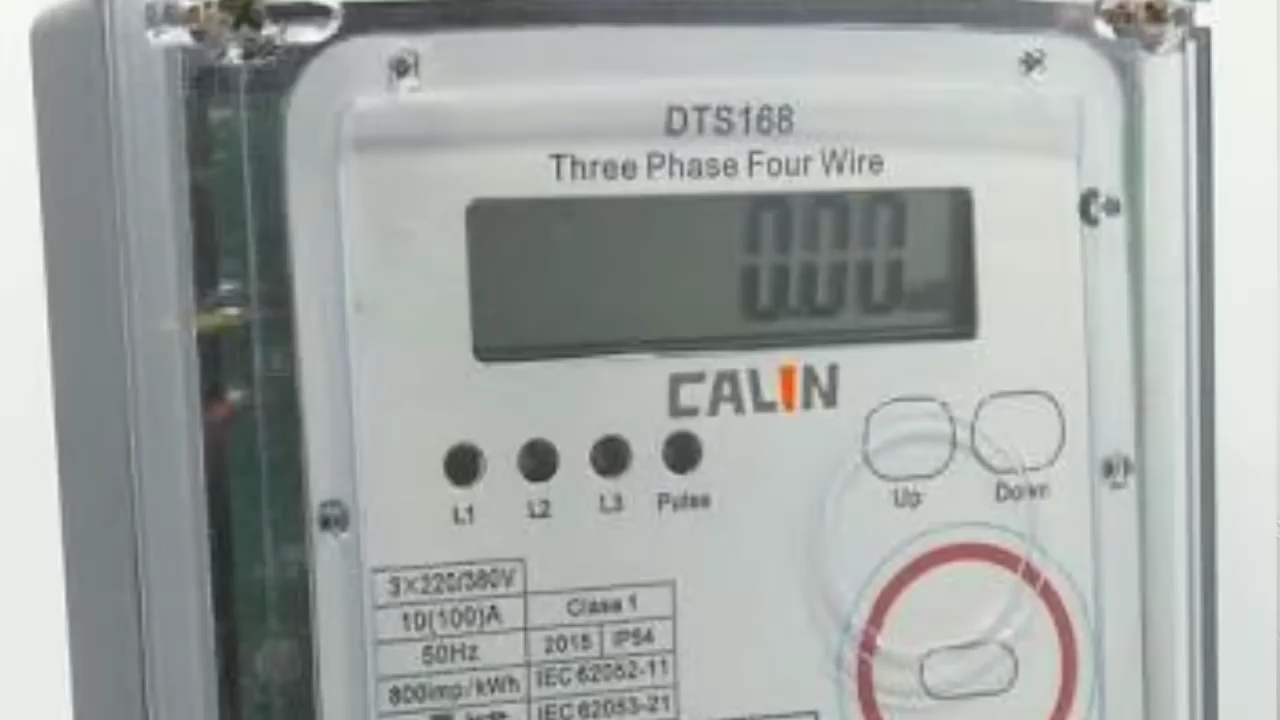 DTS168
Three Phase Four Wire
0.00
CALIN
Up
Down
L1
L2
L3
Pulse
3×220/380V
10(100)A
Class 1
50Hz
2015
IP54
800imp/kWh
IEC 62052-11
IEC 62053-21